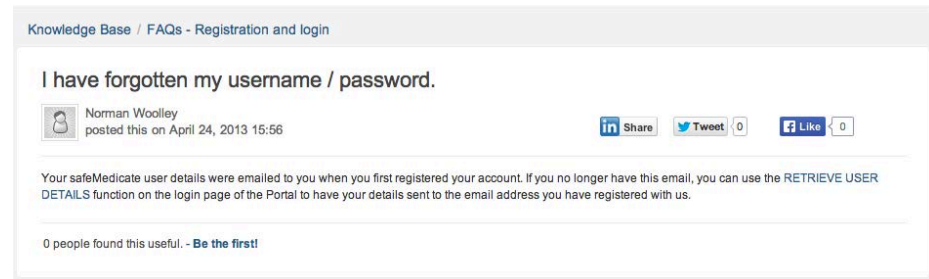 Knowledge Base / FAQs - Registration and login
I have forgotten my username / password.
Norman Woolley
posted this on April 24, 2013 15:56
in Share Tweet 0 f Like 0
Your safeMedicate user details were emailed to you when you first registered your account. If you no longer have this email, you can use the RETRIEVE USER
DETAILS function on the login page of the Portal to have your details sent to the email address you have registered with us.
0 people found this useful. - Be the first!